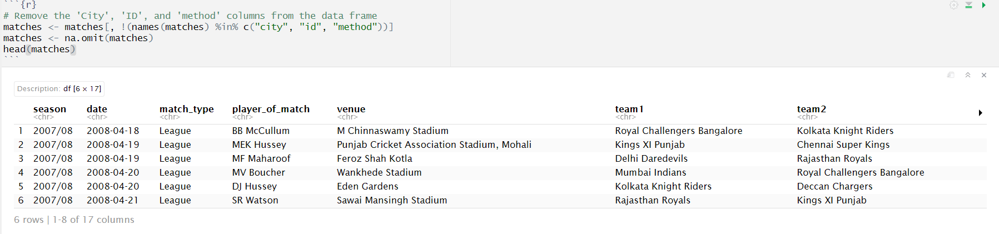 ```{r}
# Remove the 'City', 'ID', and 'method' columns from the data frame
matches <- matches[, !(names(matches) %in% c("city", "id", "method"))]
matches <- na.omit(matches)
head(matches)
```
Description: df [6 × 17]
season date match_type player_of_match venue team1 team2
<chr> <chr> <chr> <chr> <chr> <chr> <chr>
1 2007/08 2008-04-18 League BB McCullum M Chinnaswamy Stadium Royal Challengers Bangalore Kolkata Knight Riders
2 2007/08 2008-04-19 League MEK Hussey Punjab Cricket Association Stadium, Mohali Kings XI Punjab Chennai Super Kings
3 2007/08 2008-04-19 League MF Maharoof Feroz Shah Kotla Delhi Daredevils Rajasthan Royals
4 2007/08 2008-04-20 League MV Boucher Wankhede Stadium Mumbai Indians Royal Challengers Bangalore
5 2007/08 2008-04-20 League DJ Hussey Eden Gardens Kolkata Knight Riders Deccan Chargers
6 2007/08 2008-04-21 League SR Watson Sawai Mansingh Stadium Rajasthan Royals Kings XI Punjab
6 rows | 1-8 of 17 columns